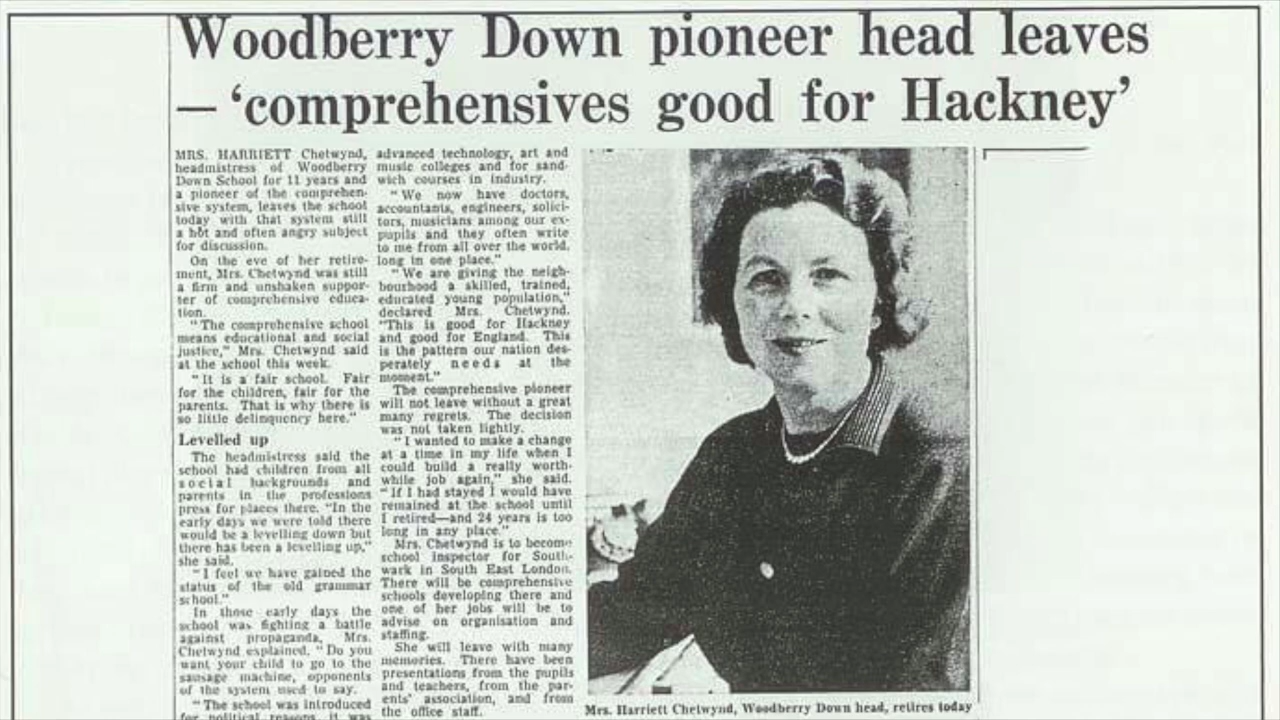 Woodberry Down pioneer head leaves
— ‘comprehensives good for Hackney’
MRS. HARRIETT Chetwynd,
headmistress of Woodberry
Down School for 11 years and
a pioneer of the comprehen-
sive system, leaves the school
today with that system still
a hot and often angry subject
for discussion.
On the eve of her retire-
ment, Mrs. Chetwynd was still
a firm and unshaken suppor-
ter of comprehensive educa-
tion.
“The comprehensive school
means educational and social
justice,” Mrs. Chetwynd said
at the school this week.
“It is a fair school. Fair
for the children, fair for the
parents. That is why there is
so little delinquency here.”
Levelled up
The headmistress said the
school had children from all
social backgrounds and
parents in the professions
press for places there. “In the
early days we were told there
would be a levelling down but
there has been a levelling up,”
she said.
“I feel we have gained the
status of the old grammar
school.”
In those early days the
school was fighting a battle
against propaganda, Mrs.
Chetwynd explained. “Do you
want your child to go to the
sausage machine, opponents
of the system used to say.
“The school was introduced
for political reasons, it was
advanced technology, art and
music colleges and for sand-
wich courses in industry.
“We now have doctors,
accountants, engineers, solici-
tors, musicians among our ex-
pupils and they often write
to me from all over the world.
long in one place.”
“We are giving the neigh-
bourhood a skilled, trained,
educated young population,”
declared Mrs. Chetwynd.
“This is good for Hackney
and good for England. This
is the pattern our nation des-
perately needs at the
moment.”
The comprehensive pioneer
will not leave without a great
many regrets. The decision
was not taken lightly.
“I wanted to make a change
at a time in my life when I
could build a really worth-
while job again,” she said.
“If I had stayed I would have
remained at the school until
I retired—and 24 years is too
long in any place.”
Mrs. Chetwynd is to become
school inspector for South-
wark in South East London.
There will be comprehensive
schools developing there and
one of her jobs will be to
advise on organisation and
staffing.
She will leave with many
memories. There have been
presentations from the pupils
and teachers, from the par-
ents’ association, and from
the office staff.
Mrs. Harriett Chetwynd, Woodberry Down head, retires today